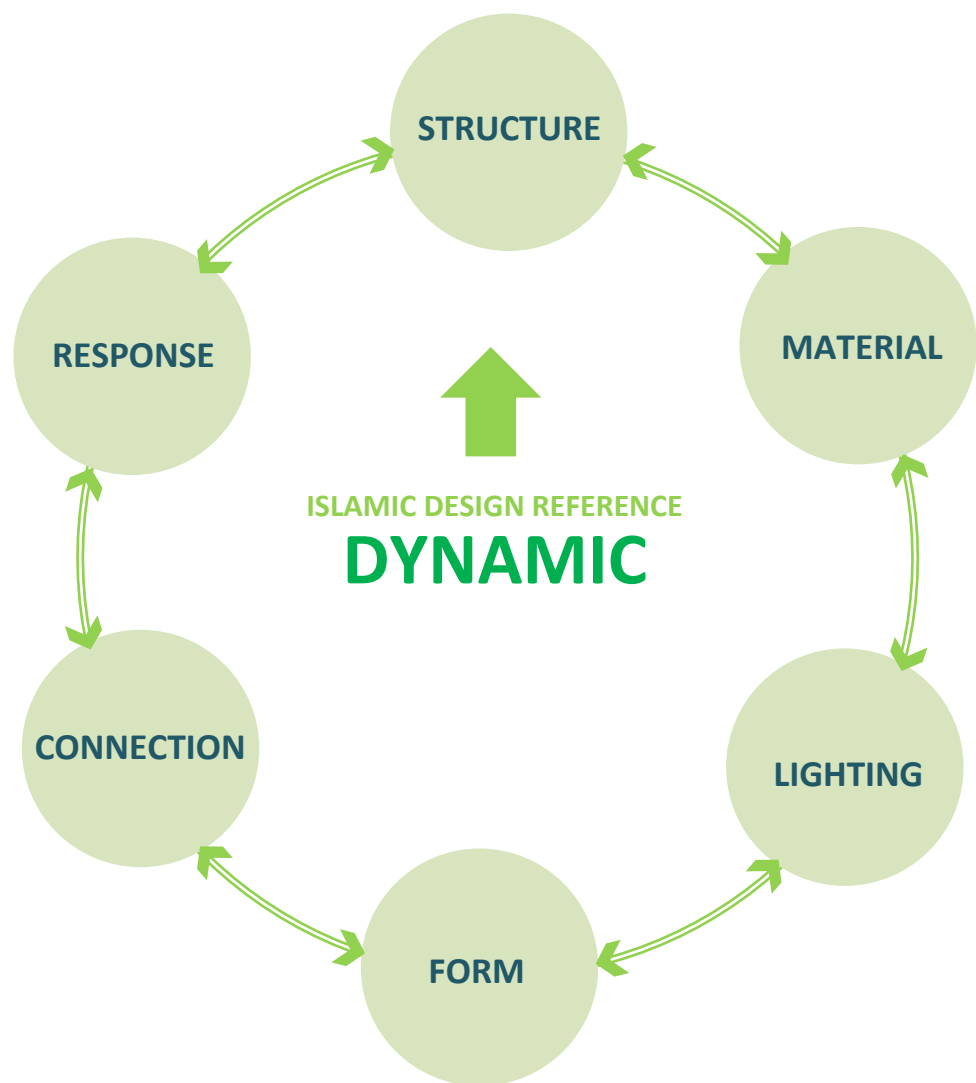 STRUCTURE
RESPONSE
MATERIAL
ISLAMIC DESIGN REFERENCE
DYNAMIC
CONNECTION
LIGHTING
FORM